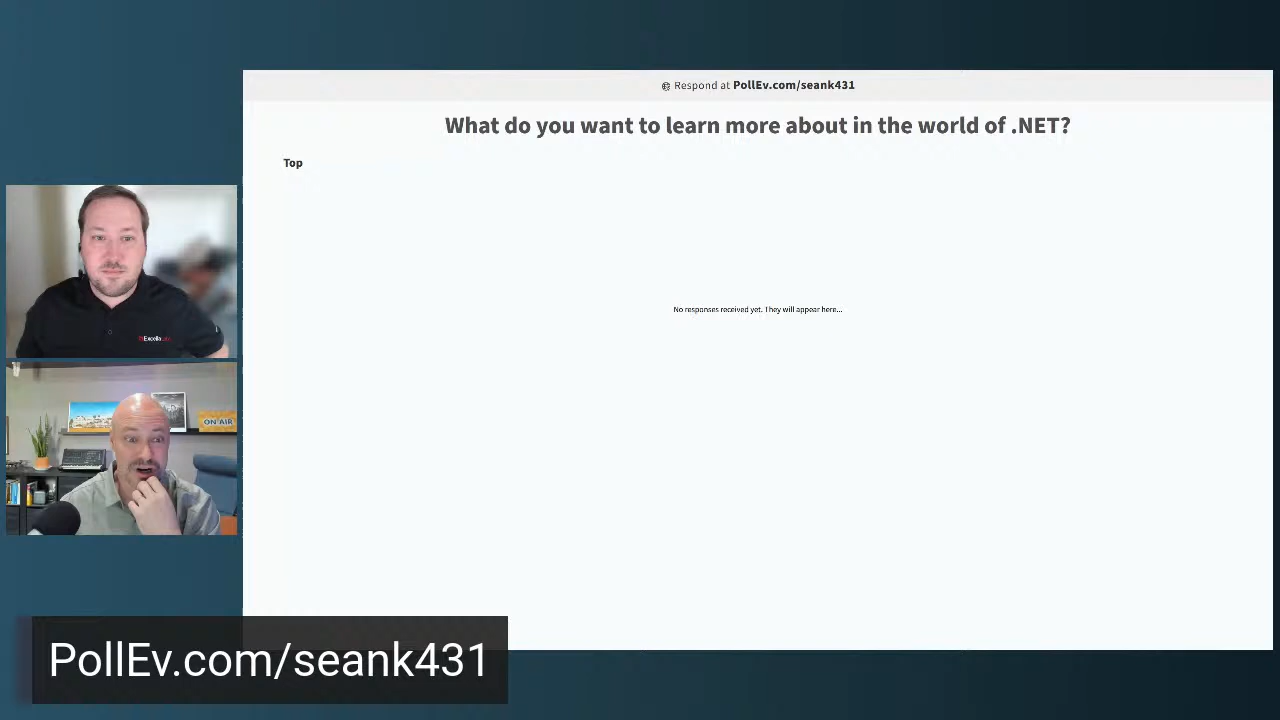 Respond at PollEv.com/seank431
What do you want to learn more about in the world of .NET?
Top
No responses received yet. They will appear here...
Excella
ON AIR
PollEv.com/seank431